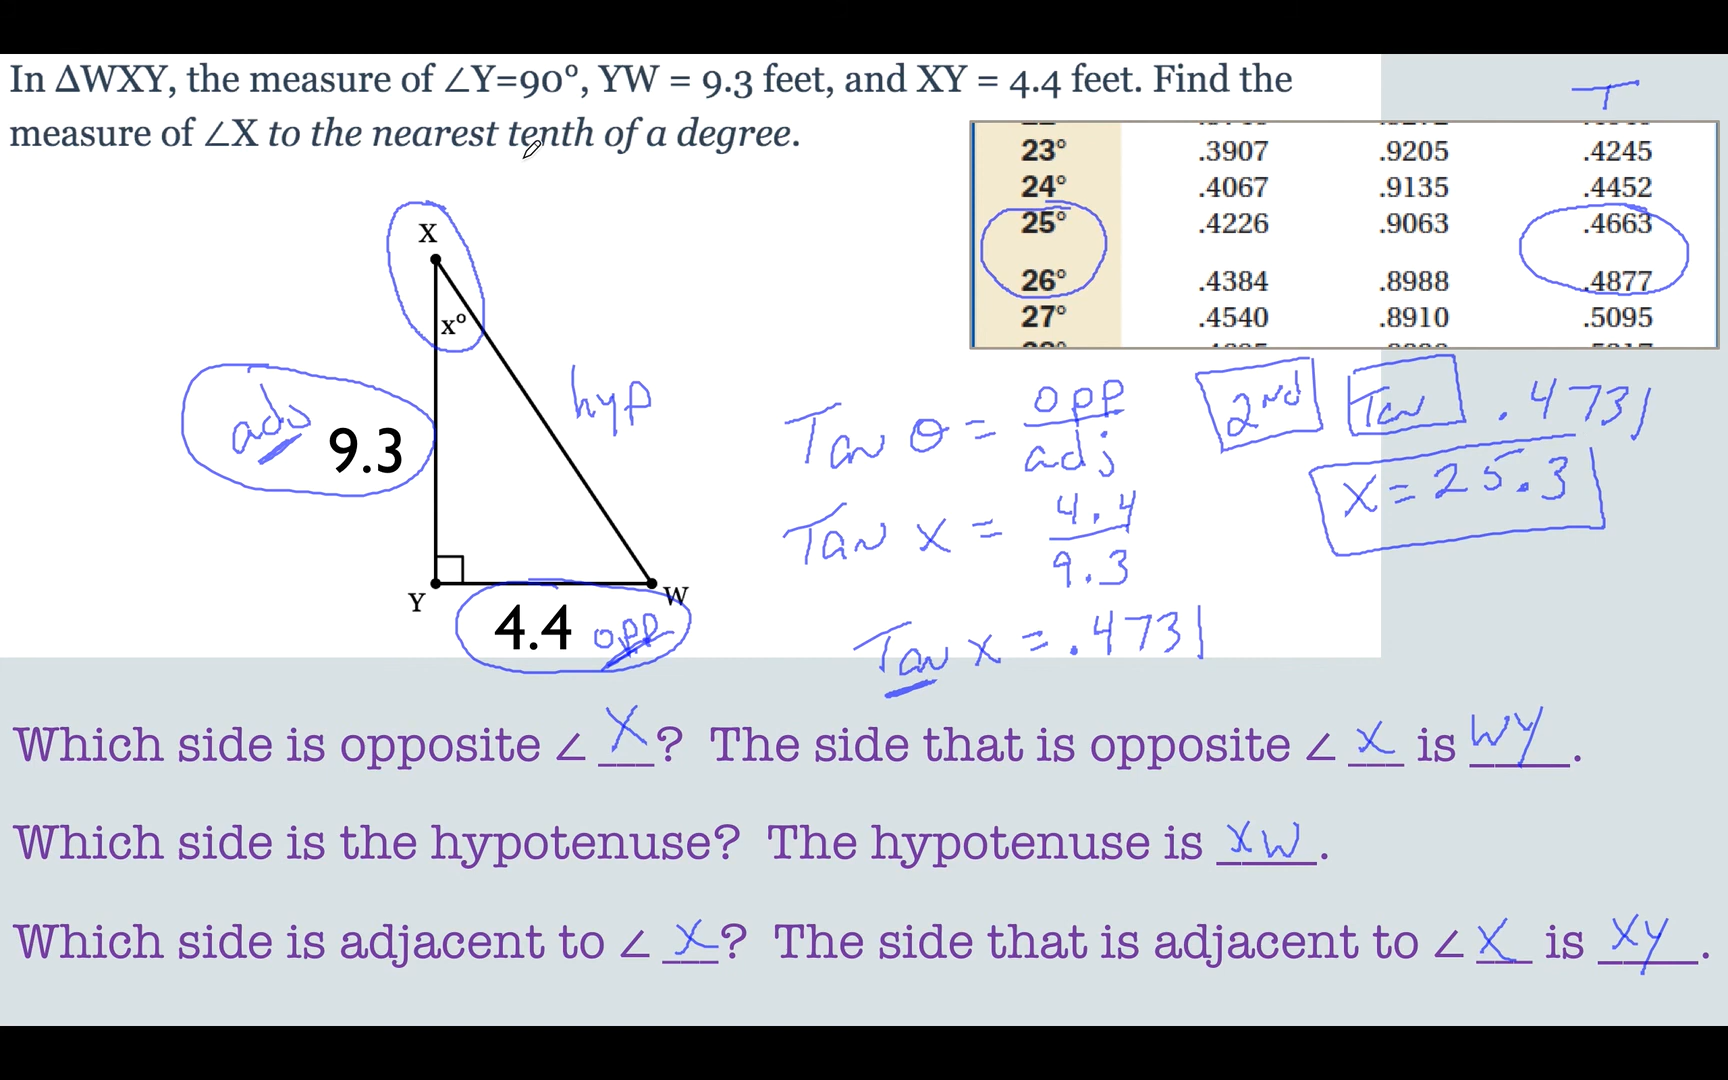 In ΔWXY, the measure of ∠Y=90°, YW = 9.3 feet, and XY = 4.4 feet. Find the
measure of ∠X to the nearest tenth of a degree.
T
23° .3907 .9205 .4245
24° .4067 .9135 .4452
25° .4226 .9063 .4663
26° .4384 .8988 .4877
27° .4540 .8910 .5095
X
x°
adj 9.3
hyp
Y
W
4.4 opp
Tan θ = opp/adj
Tan x = 4.4/9.3
Tan x = .4731
2nd Tan .4731
x = 25.3
Which side is opposite ∠ X? The side that is opposite ∠ X is WY.
Which side is the hypotenuse? The hypotenuse is XW.
Which side is adjacent to ∠ X? The side that is adjacent to ∠ X is XY.